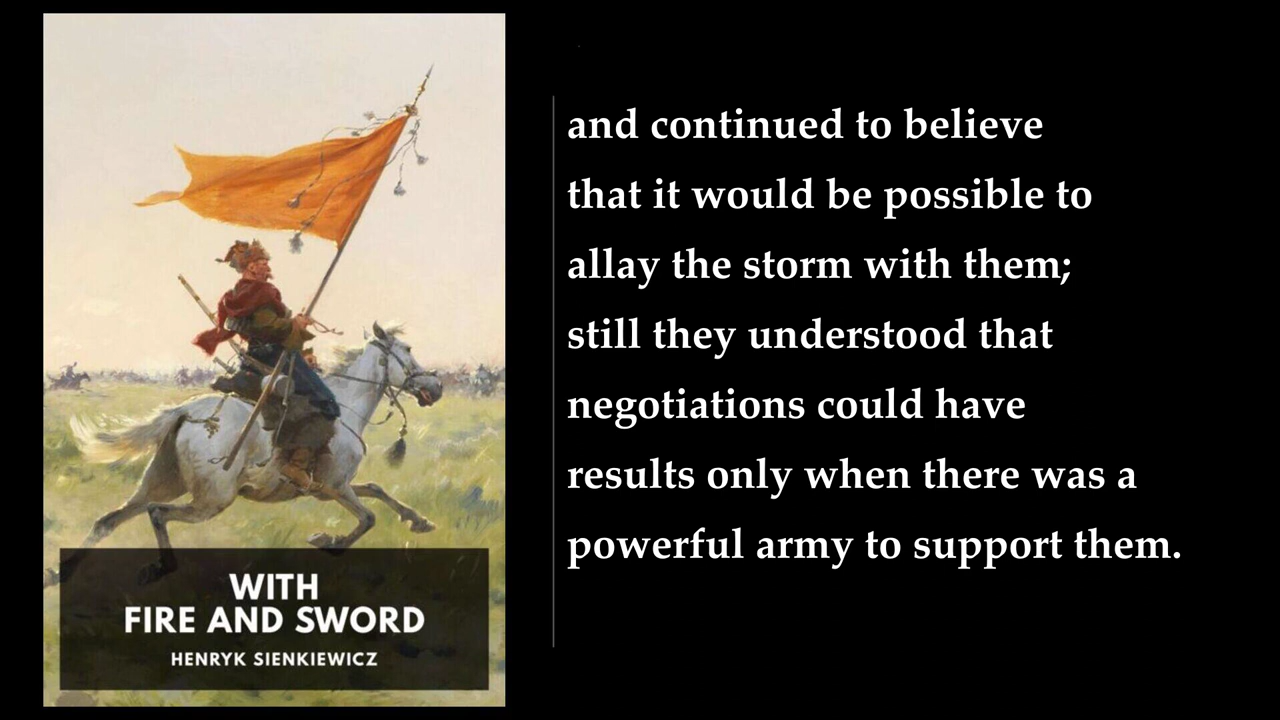 WITH
FIRE AND SWORD
HENRYK SIENKIEWICZ
and continued to believe
that it would be possible to
allay the storm with them;
still they understood that
negotiations could have
results only when there was a
powerful army to support them.